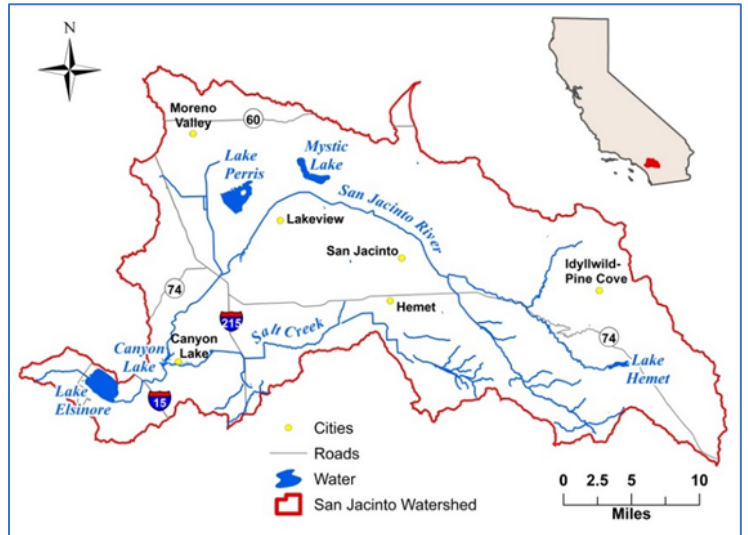 N
Moreno
Valley
60
Mystic
Lake
Lake
Perris
San Jacinto River
Lakeview
San Jacinto
Idyllwild-
Pine Cove
74
Hemet
215
Salt Creek
Canyon
Lake
Canyon
Lake
74
Lake
Hemet
Lake
Elsinore
15
Cities
Roads
Water
San Jacinto Watershed
0 2.5 5 10
Miles